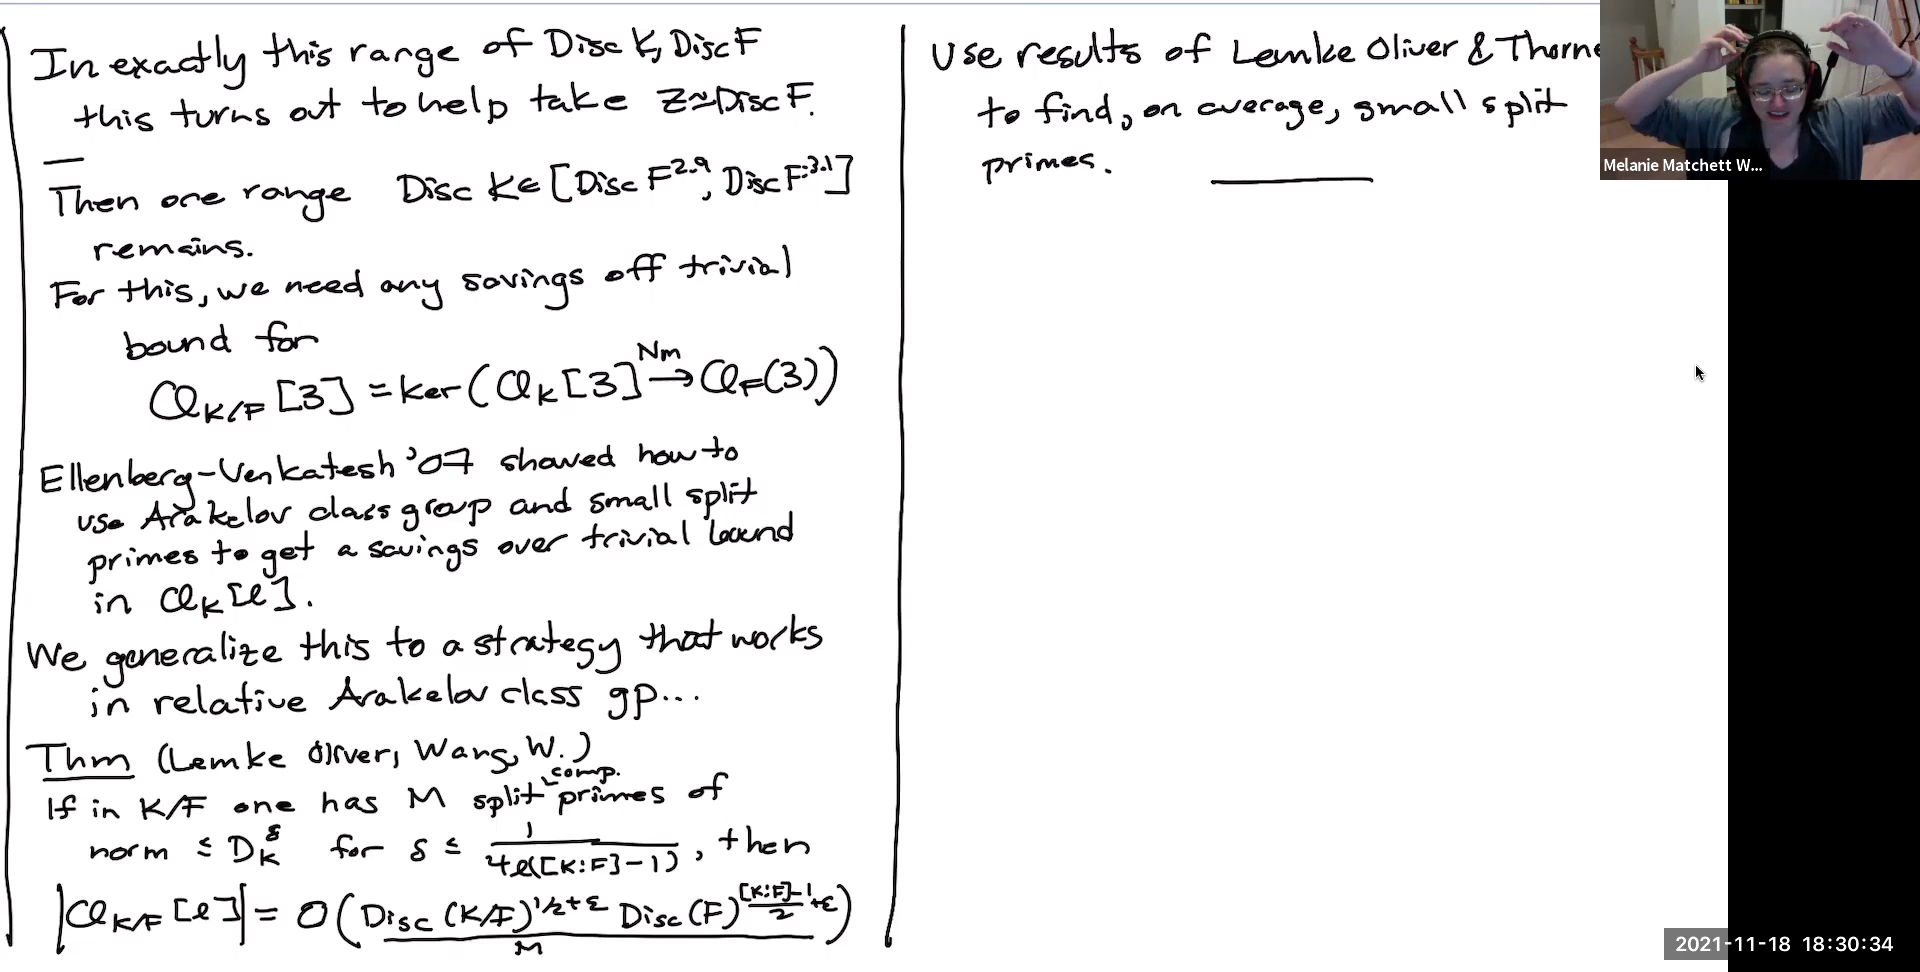 In exactly this range of Disc K, Disc F
this turns out to help take Z≈Disc F.
Then one range Disc K ∈ [Disc F^2.9, Disc F^3.1]
remains.
For this, we need any savings off trivial
bound for
Cl_K/F [3] = ker( Cl_K [3] →^Nm Cl_F(3))
Ellenberg-Venkatesh '07 showed how to
use Arakelov class group and small split
primes to get a savings over trivial bound
in Cl_K [ℓ].
We generalize this to a strategy that works
in relative Arakelov class gp...
Thm (Lemke Oliver, Wang, W.)
If in K/F one has M split comp. primes of
norm ≤ D_K^δ for δ ≤ 1/(4ℓ([K:F]-1)), then
|Cl_K/F [ℓ]| = O( Disc (K/F)^{1/2+ε} Disc(F)^{[K:F]-1/2+ε} / M )
Use results of Lemke Oliver & Thorne
to find, on average, small split
primes.
Melanie Matchett W...
2021-11-18 18:30:34